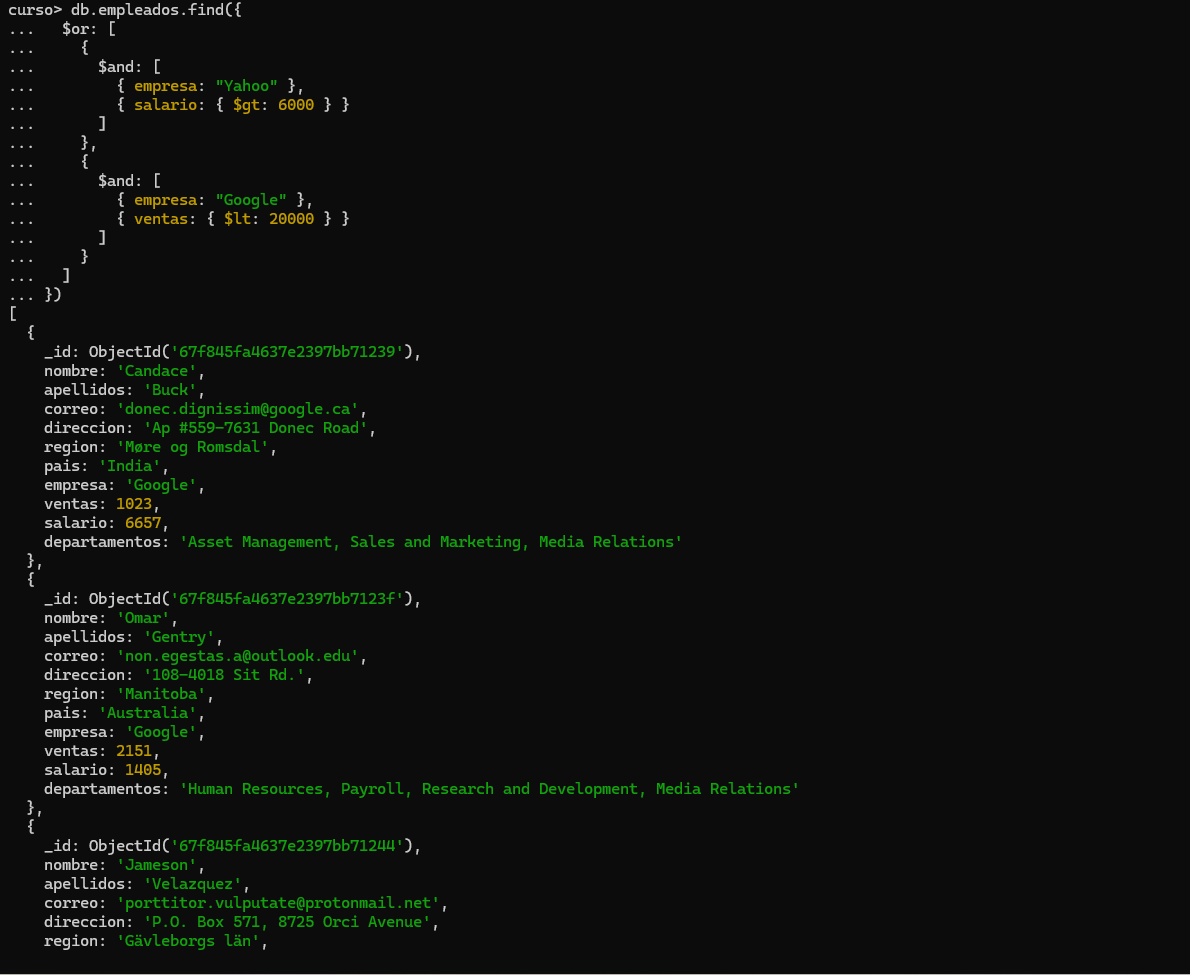 curso> db.empleados.find({
...   $or: [
...     {
...       $and: [
...         { empresa: "Yahoo" },
...         { salario: { $gt: 6000 } }
...       ]
...     },
...     {
...       $and: [
...         { empresa: "Google" },
...         { ventas: { $lt: 20000 } }
...       ]
...     }
...   ]
... })
[
  {
    _id: ObjectId('67f845fa4637e2397bb71239'),
    nombre: 'Candace',
    apellidos: 'Buck',
    correo: 'donec.dignissim@google.ca',
    direccion: 'Ap #559-7631 Donec Road',
    region: 'Møre og Romsdal',
    pais: 'India',
    empresa: 'Google',
    ventas: 1023,
    salario: 6657,
    departamentos: 'Asset Management, Sales and Marketing, Media Relations'
  },
  {
    _id: ObjectId('67f845fa4637e2397bb7123f'),
    nombre: 'Omar',
    apellidos: 'Gentry',
    correo: 'non.egestas.a@outlook.edu',
    direccion: '108-4018 Sit Rd.',
    region: 'Manitoba',
    pais: 'Australia',
    empresa: 'Google',
    ventas: 2151,
    salario: 1405,
    departamentos: 'Human Resources, Payroll, Research and Development, Media Relations'
  },
  {
    _id: ObjectId('67f845fa4637e2397bb71244'),
    nombre: 'Jameson',
    apellidos: 'Velazquez',
    correo: 'porttitor.vulputate@protonmail.net',
    direccion: 'P.O. Box 571, 8725 Orci Avenue',
    region: 'Gävleborgs län',